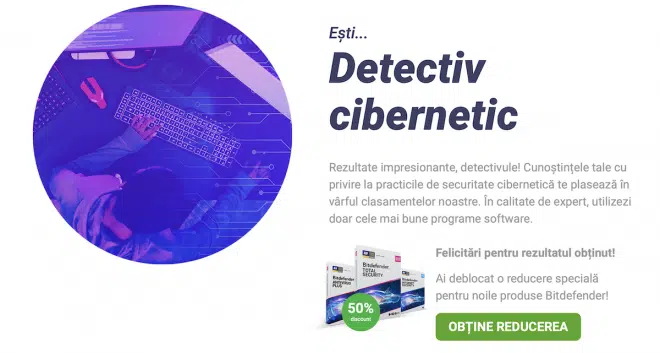 Ești...
Detectiv
cibernetic
Rezultate impresionante, detectivule! Cunoștințele tale cu
privire la practicile de securitate cibernetică te plasează în
vârful clasamentelor noastre. În calitate de expert, utilizezi
doar cele mai bune programe software.
Felicitări pentru rezultatul obținut!
Ai deblocat o reducere specială
pentru noile produse Bitdefender!
OBȚINE REDUCEREA
Bitdefender
TOTAL
SECURITY
50%
discount